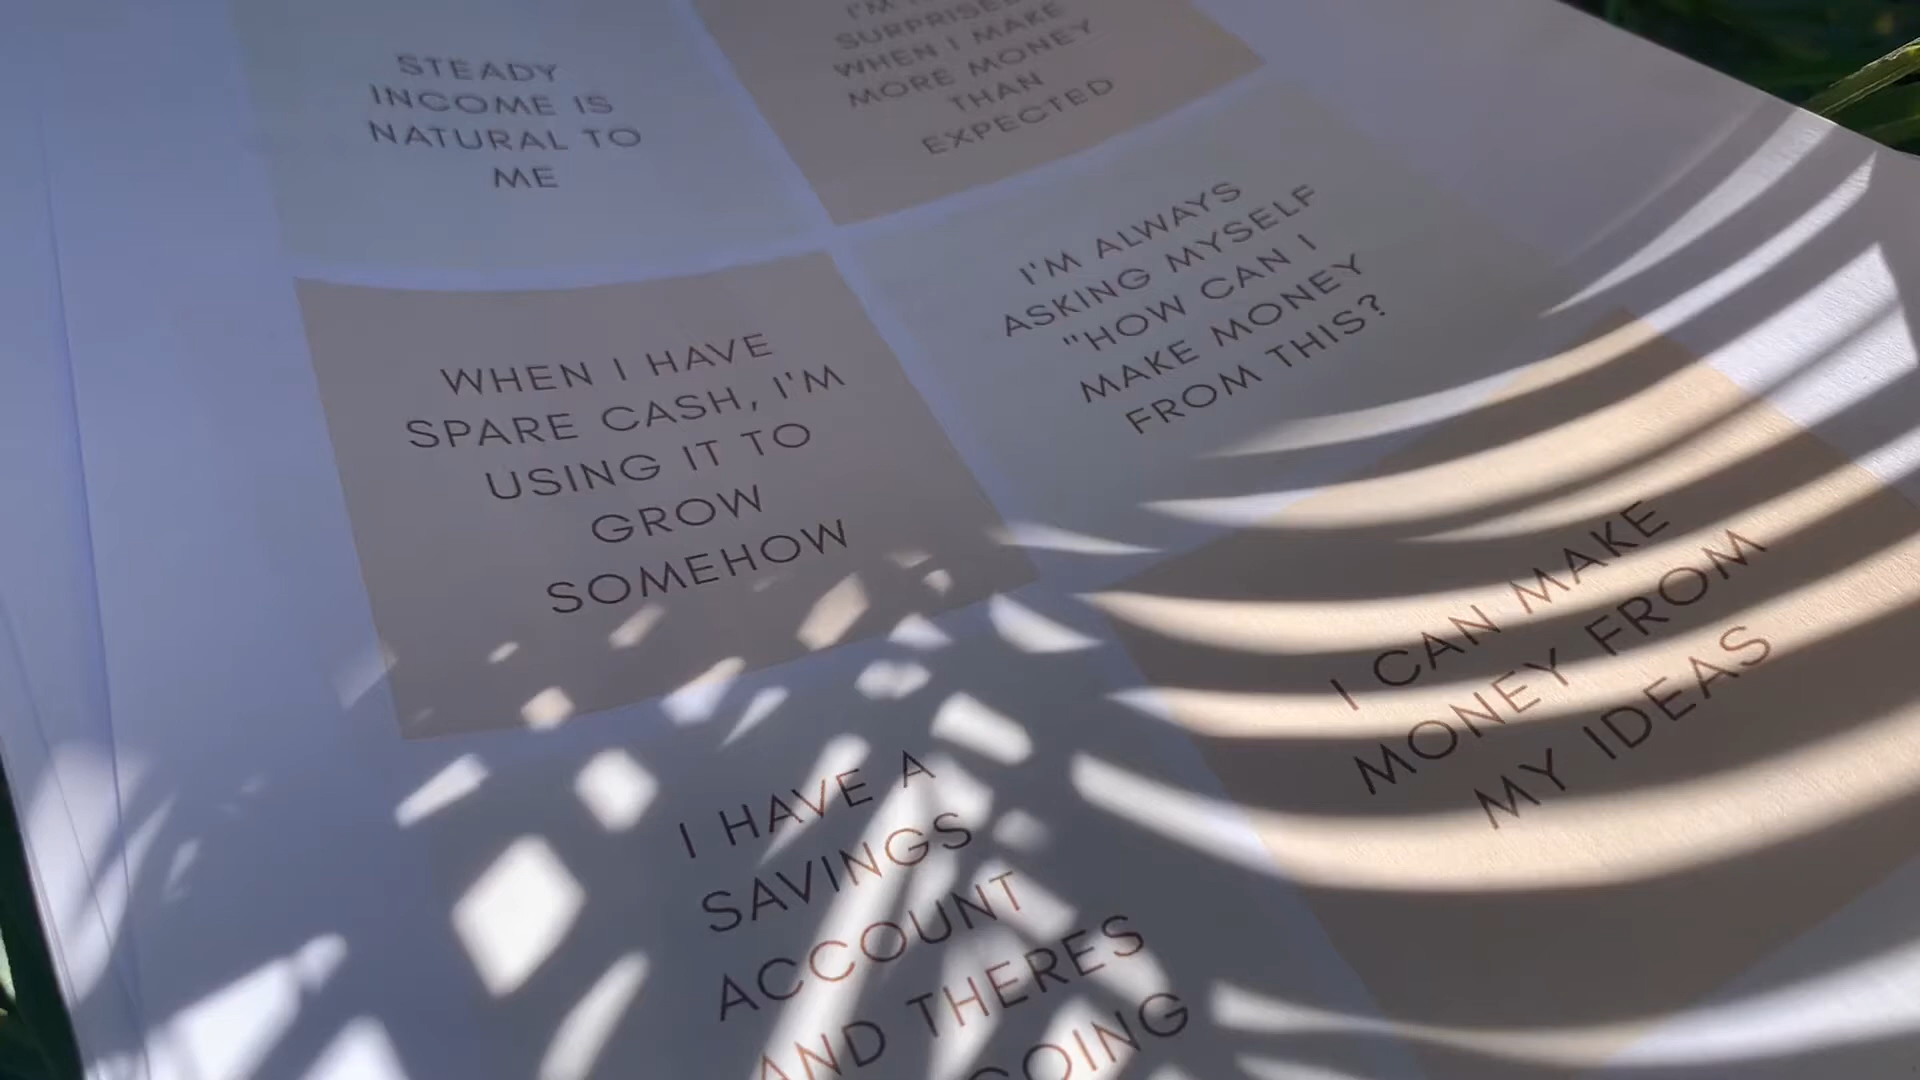 STEADY
INCOME IS
NATURAL TO
ME
SURPRISED
WHEN I MAKE
MORE MONEY
THAN
EXPECTED
WHEN I HAVE
SPARE CASH, I'M
USING IT TO
GROW
SOMEHOW
I'M ALWAYS
ASKING MYSELF
"HOW CAN I
MAKE MONEY
FROM THIS?
I HAVE A
SAVINGS
ACCOUNT
AND THERES
GOING
I CAN MAKE
MONEY FROM
MY IDEAS